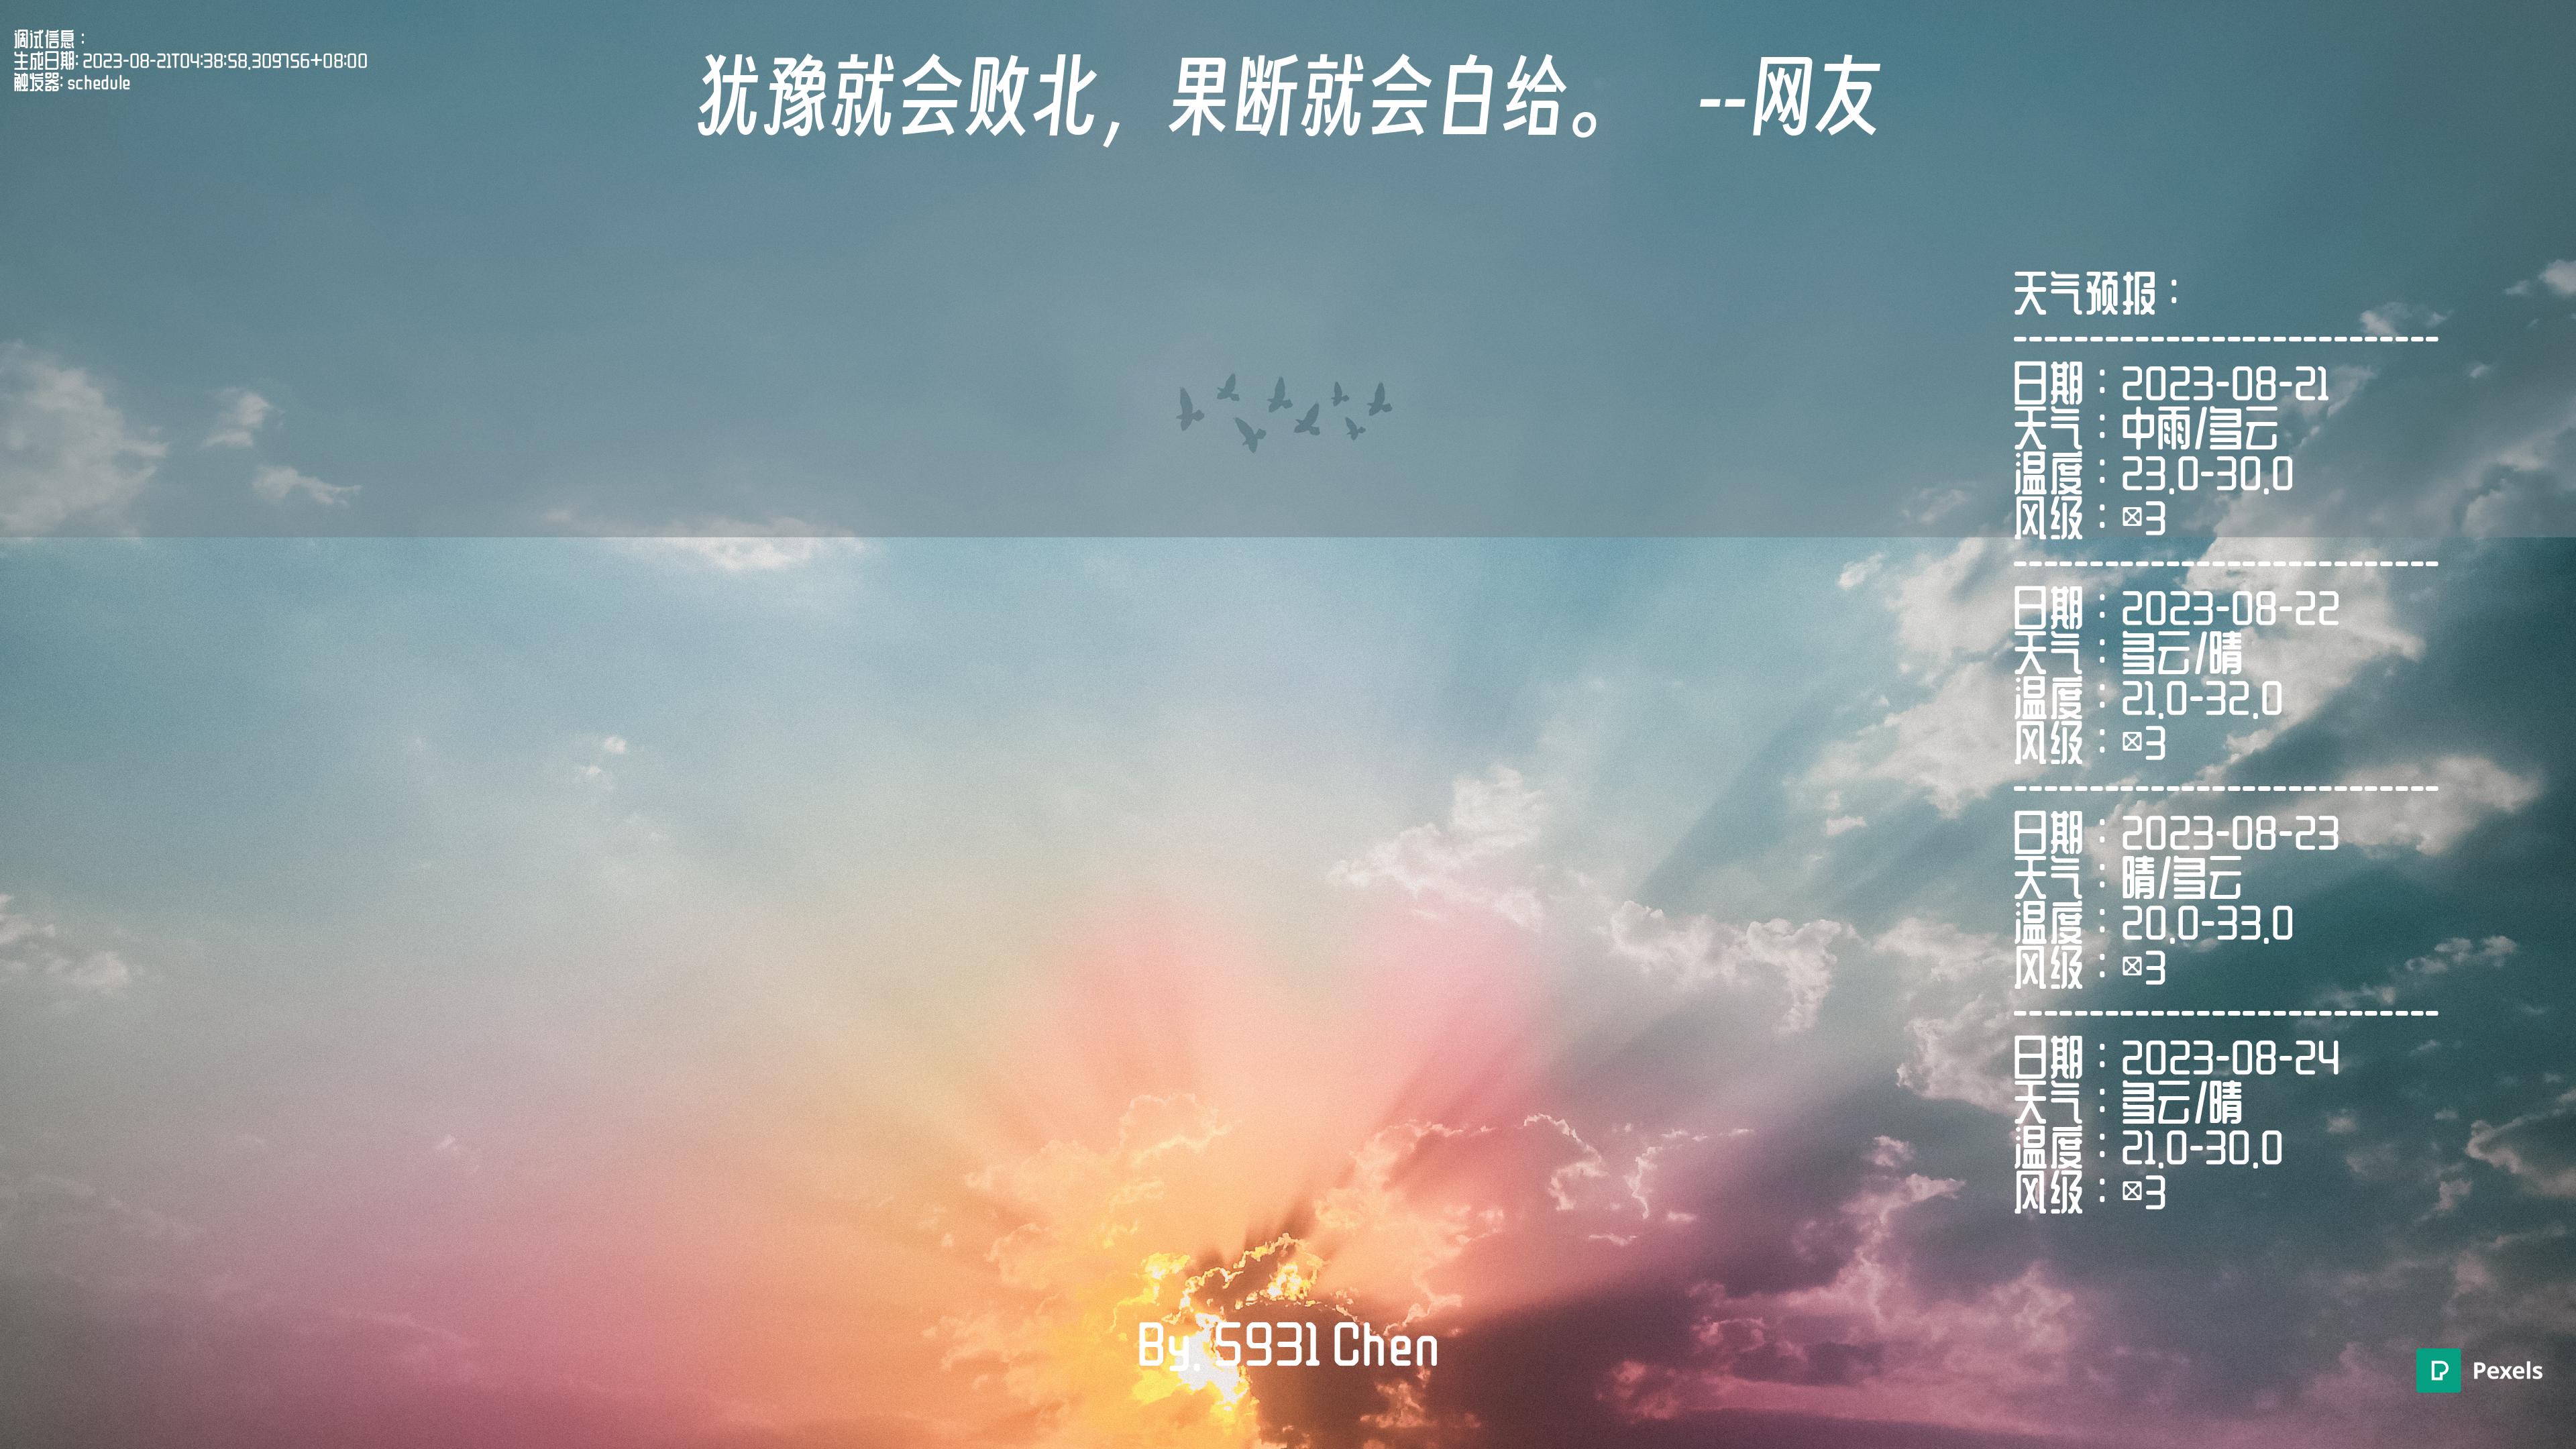 调试信息：
生成日期: 2023-08-21T04:38:58.309756+08:00
触发器: schedule
犹豫就会败北，果断就会白给。 --网友
天气预报：
----------------------------
日期：2023-08-21
天气：中雨/多云
温度：23.0-30.0
风级：☒3
----------------------------
日期：2023-08-22
天气：多云/晴
温度：21.0-32.0
风级：☒3
----------------------------
日期：2023-08-23
天气：晴/多云
温度：20.0-33.0
风级：☒3
----------------------------
日期：2023-08-24
天气：多云/晴
温度：21.0-30.0
风级：☒3
By. 5931 Chen
Pexels